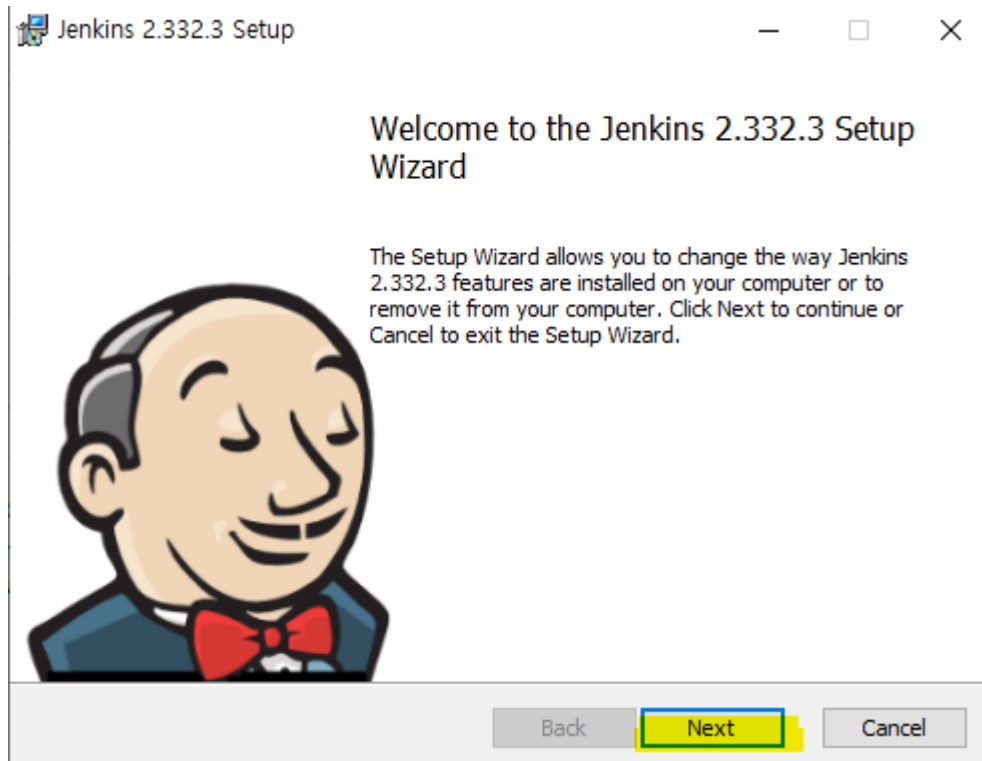 Jenkins 2.332.3 Setup
Welcome to the Jenkins 2.332.3 Setup
Wizard
The Setup Wizard allows you to change the way Jenkins
2.332.3 features are installed on your computer or to
remove it from your computer. Click Next to continue or
Cancel to exit the Setup Wizard.
Back Next Cancel